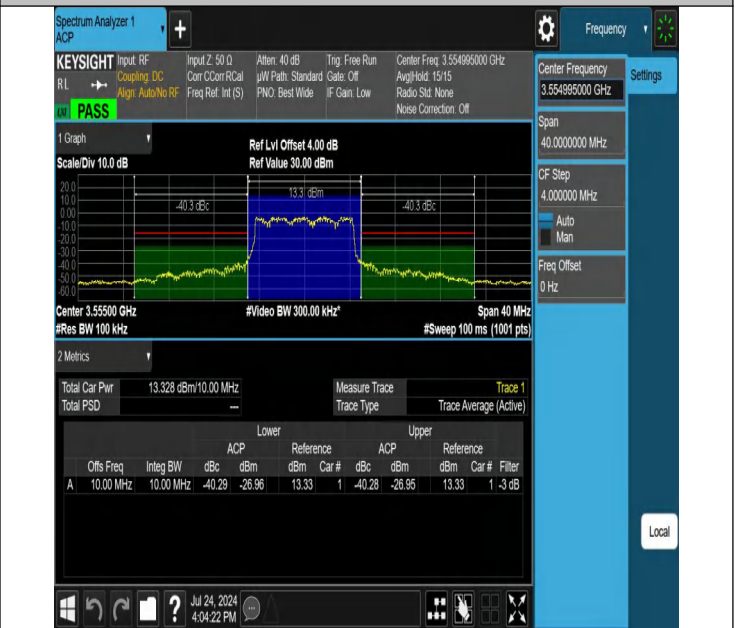 Spectrum Analyzer 1
ACP
+
Frequency
KEYSIGHT
RL
PASS
Input: RF
Coupling: DC
Align: Auto/No RF
Input Z: 50 Ω
Corr CCorr RCal
Freq Ref: Int (S)
Atten: 40 dB
µW Path: Standard
PNO: Best Wide
Trig: Free Run
Gate: Off
IF Gain: Low
Center Freq: 3.554995000 GHz
Avg|Hold: 15/15
Radio Std: None
Noise Correction: Off
Center Frequency
3.554995000 GHz
Settings
Span
40.0000000 MHz
CF Step
4.000000 MHz
Auto
Man
Freq Offset
0 Hz
1 Graph
Scale/Div 10.0 dB
Ref Lvl Offset 4.00 dB
Ref Value 30.00 dBm
20.0
10.0
0.00
-10.0
-20.0
-30.0
-40.0
-50.0
-60.0
-40.3 dBc
13.3 dBm
-40.3 dBc
Center 3.55500 GHz
#Video BW 300.00 kHz*
Span 40 MHz
#Res BW 100 kHz
#Sweep 100 ms (1001 pts)
2 Metrics
Total Car Pwr 13.328 dBm/10.00 MHz
Total PSD ---
Measure Trace Trace 1
Trace Type Trace Average (Active)
Lower Upper
ACP Reference ACP Reference
Offs Freq Integ BW dBc dBm dBm Car # dBc dBm dBm Car # Filter
A 10.00 MHz 10.00 MHz -40.29 -26.96 13.33 1 -40.28 -26.95 13.33 1 -3 dB
Local
?
Jul 24, 2024
4:04:22 PM